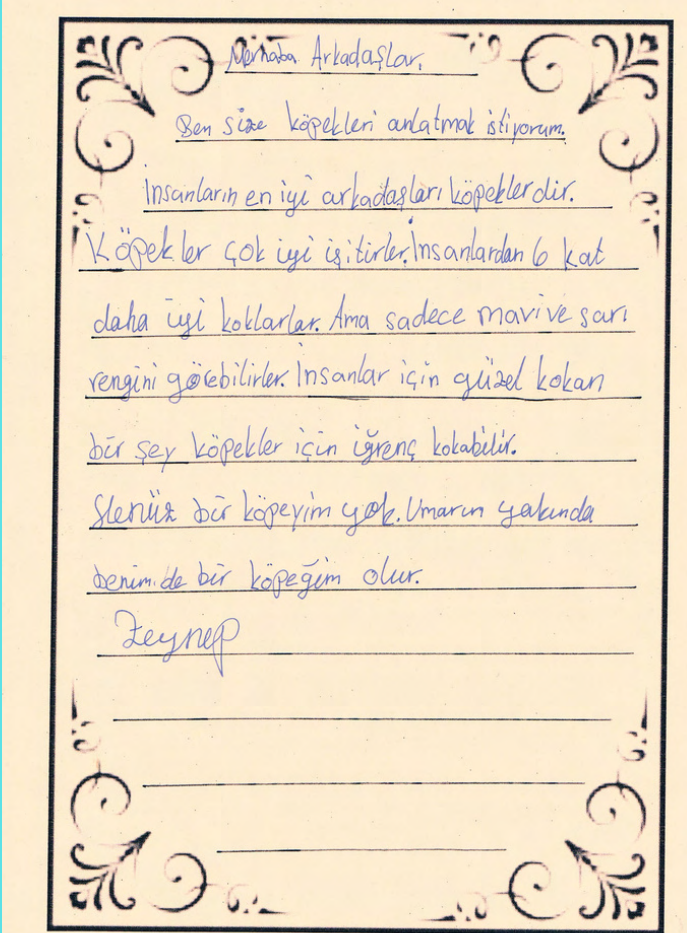 Merhaba Arkadaşlar.
Ben size köpekleri anlatmak istiyorum.
İnsanların en iyi arkadaşları köpeklerdir.
Köpekler çok iyi işitirler. İnsanlardan 6 kat
daha iyi koklarlar. Ama sadece mavi ve sarı
rengini görebilirler. İnsanlar için güzel kokan
bir şey köpekler için iğrenç kokabilir.
Henüz bir köpeyim yok. Umarım yakında
benim de bir köpeğim olur.
Zeynep